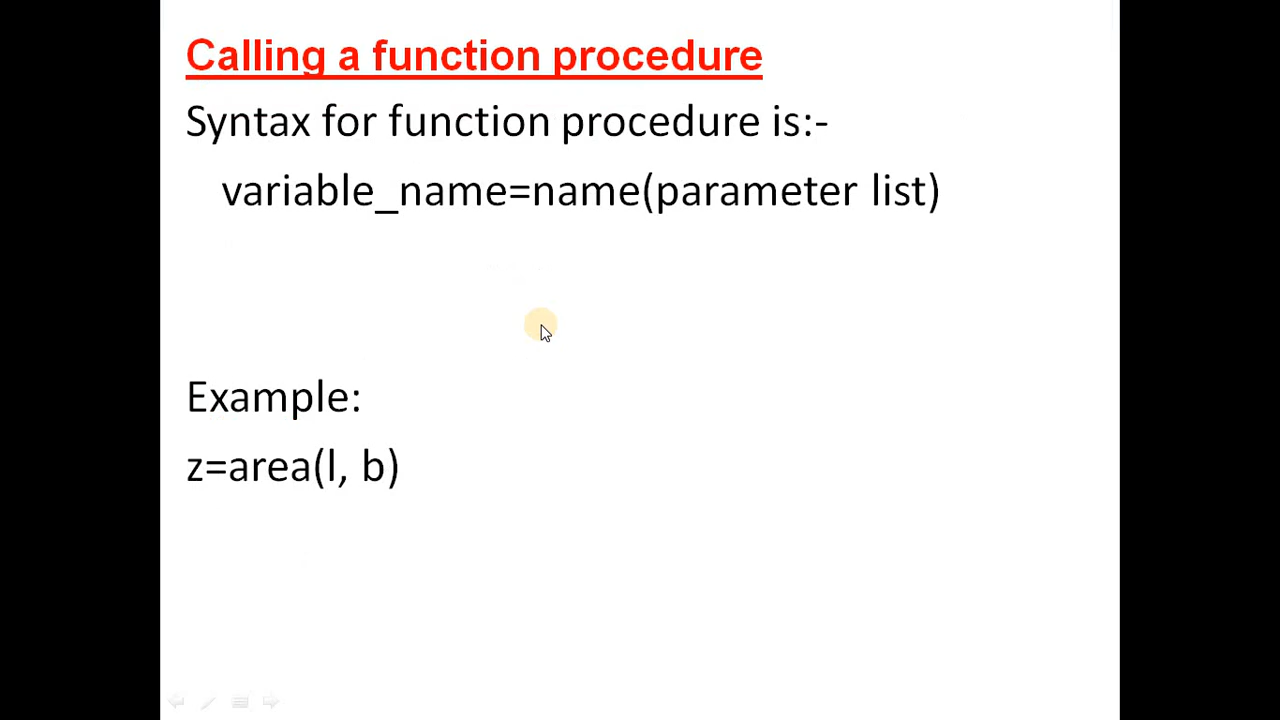 Calling a function procedure
Syntax for function procedure is:-
variable_name=name(parameter list)
Example:
z=area(l, b)